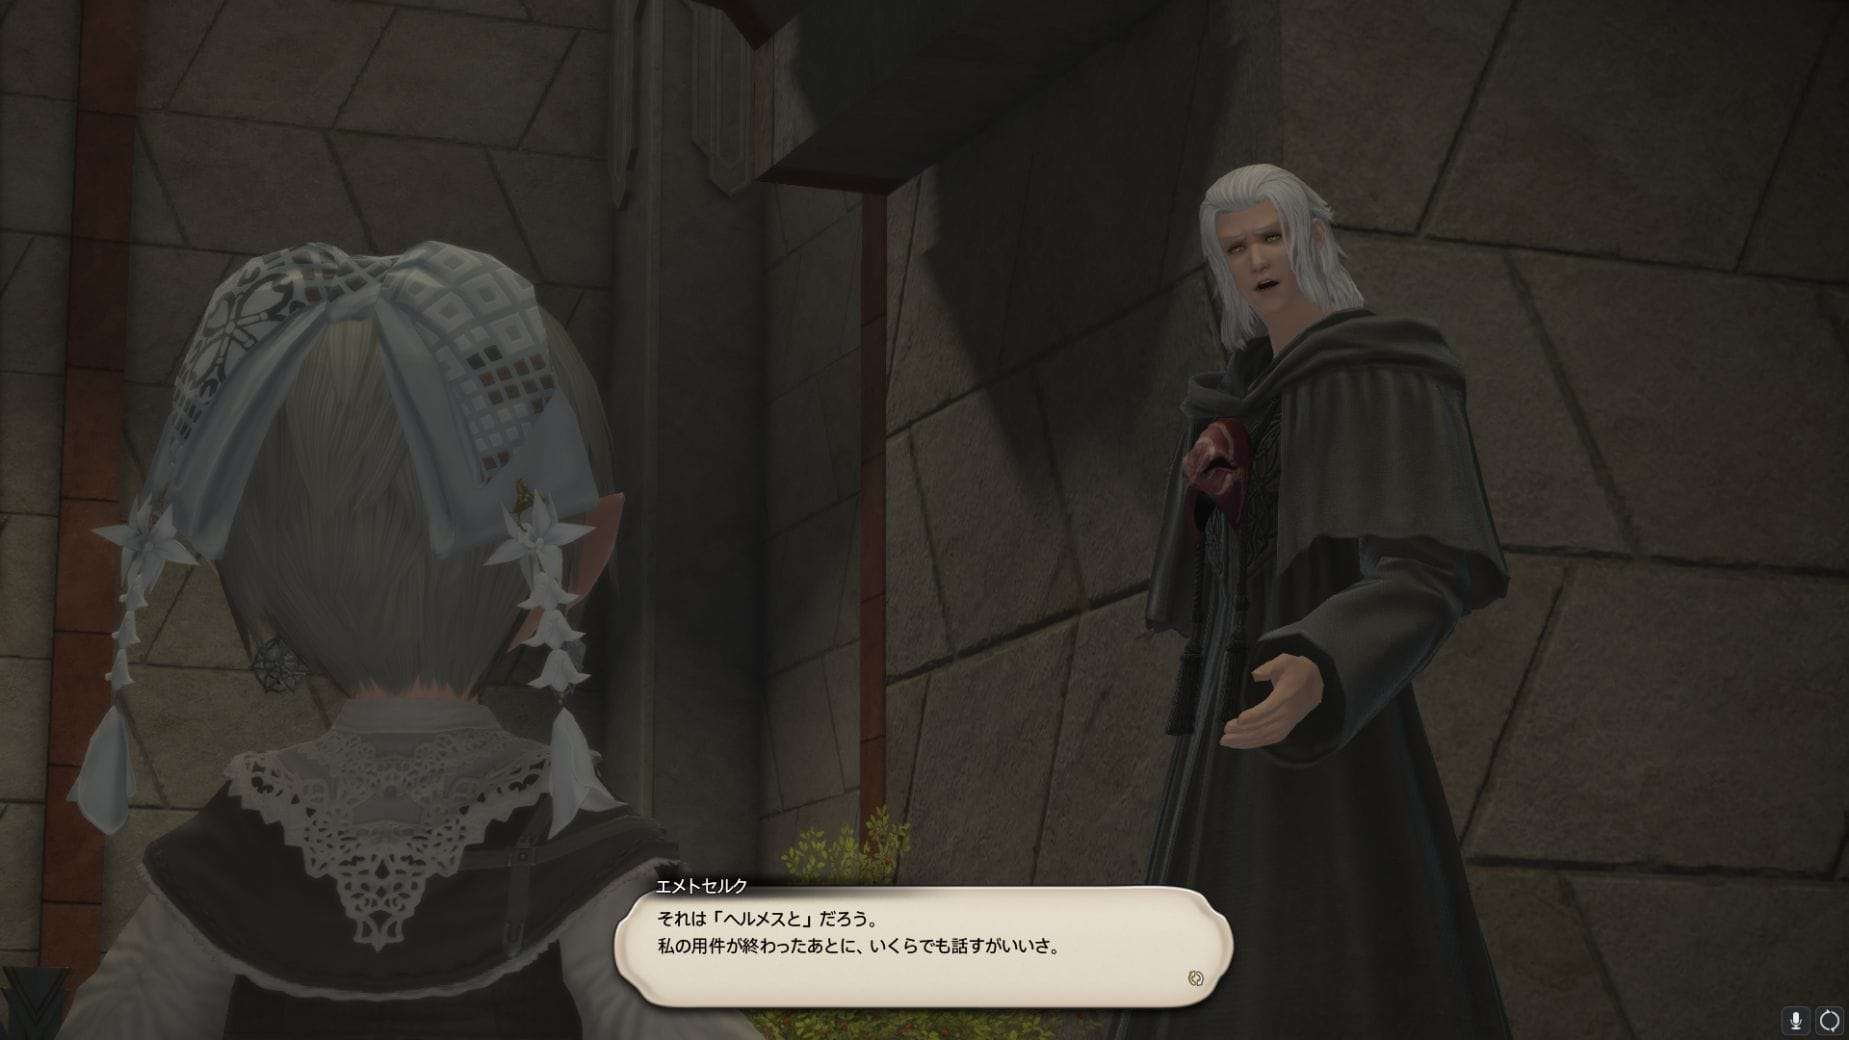 エメトセルク
それは「ヘルメスと」だろう。
私の用件が終わったあとに、いくらでも話すがいいさ。